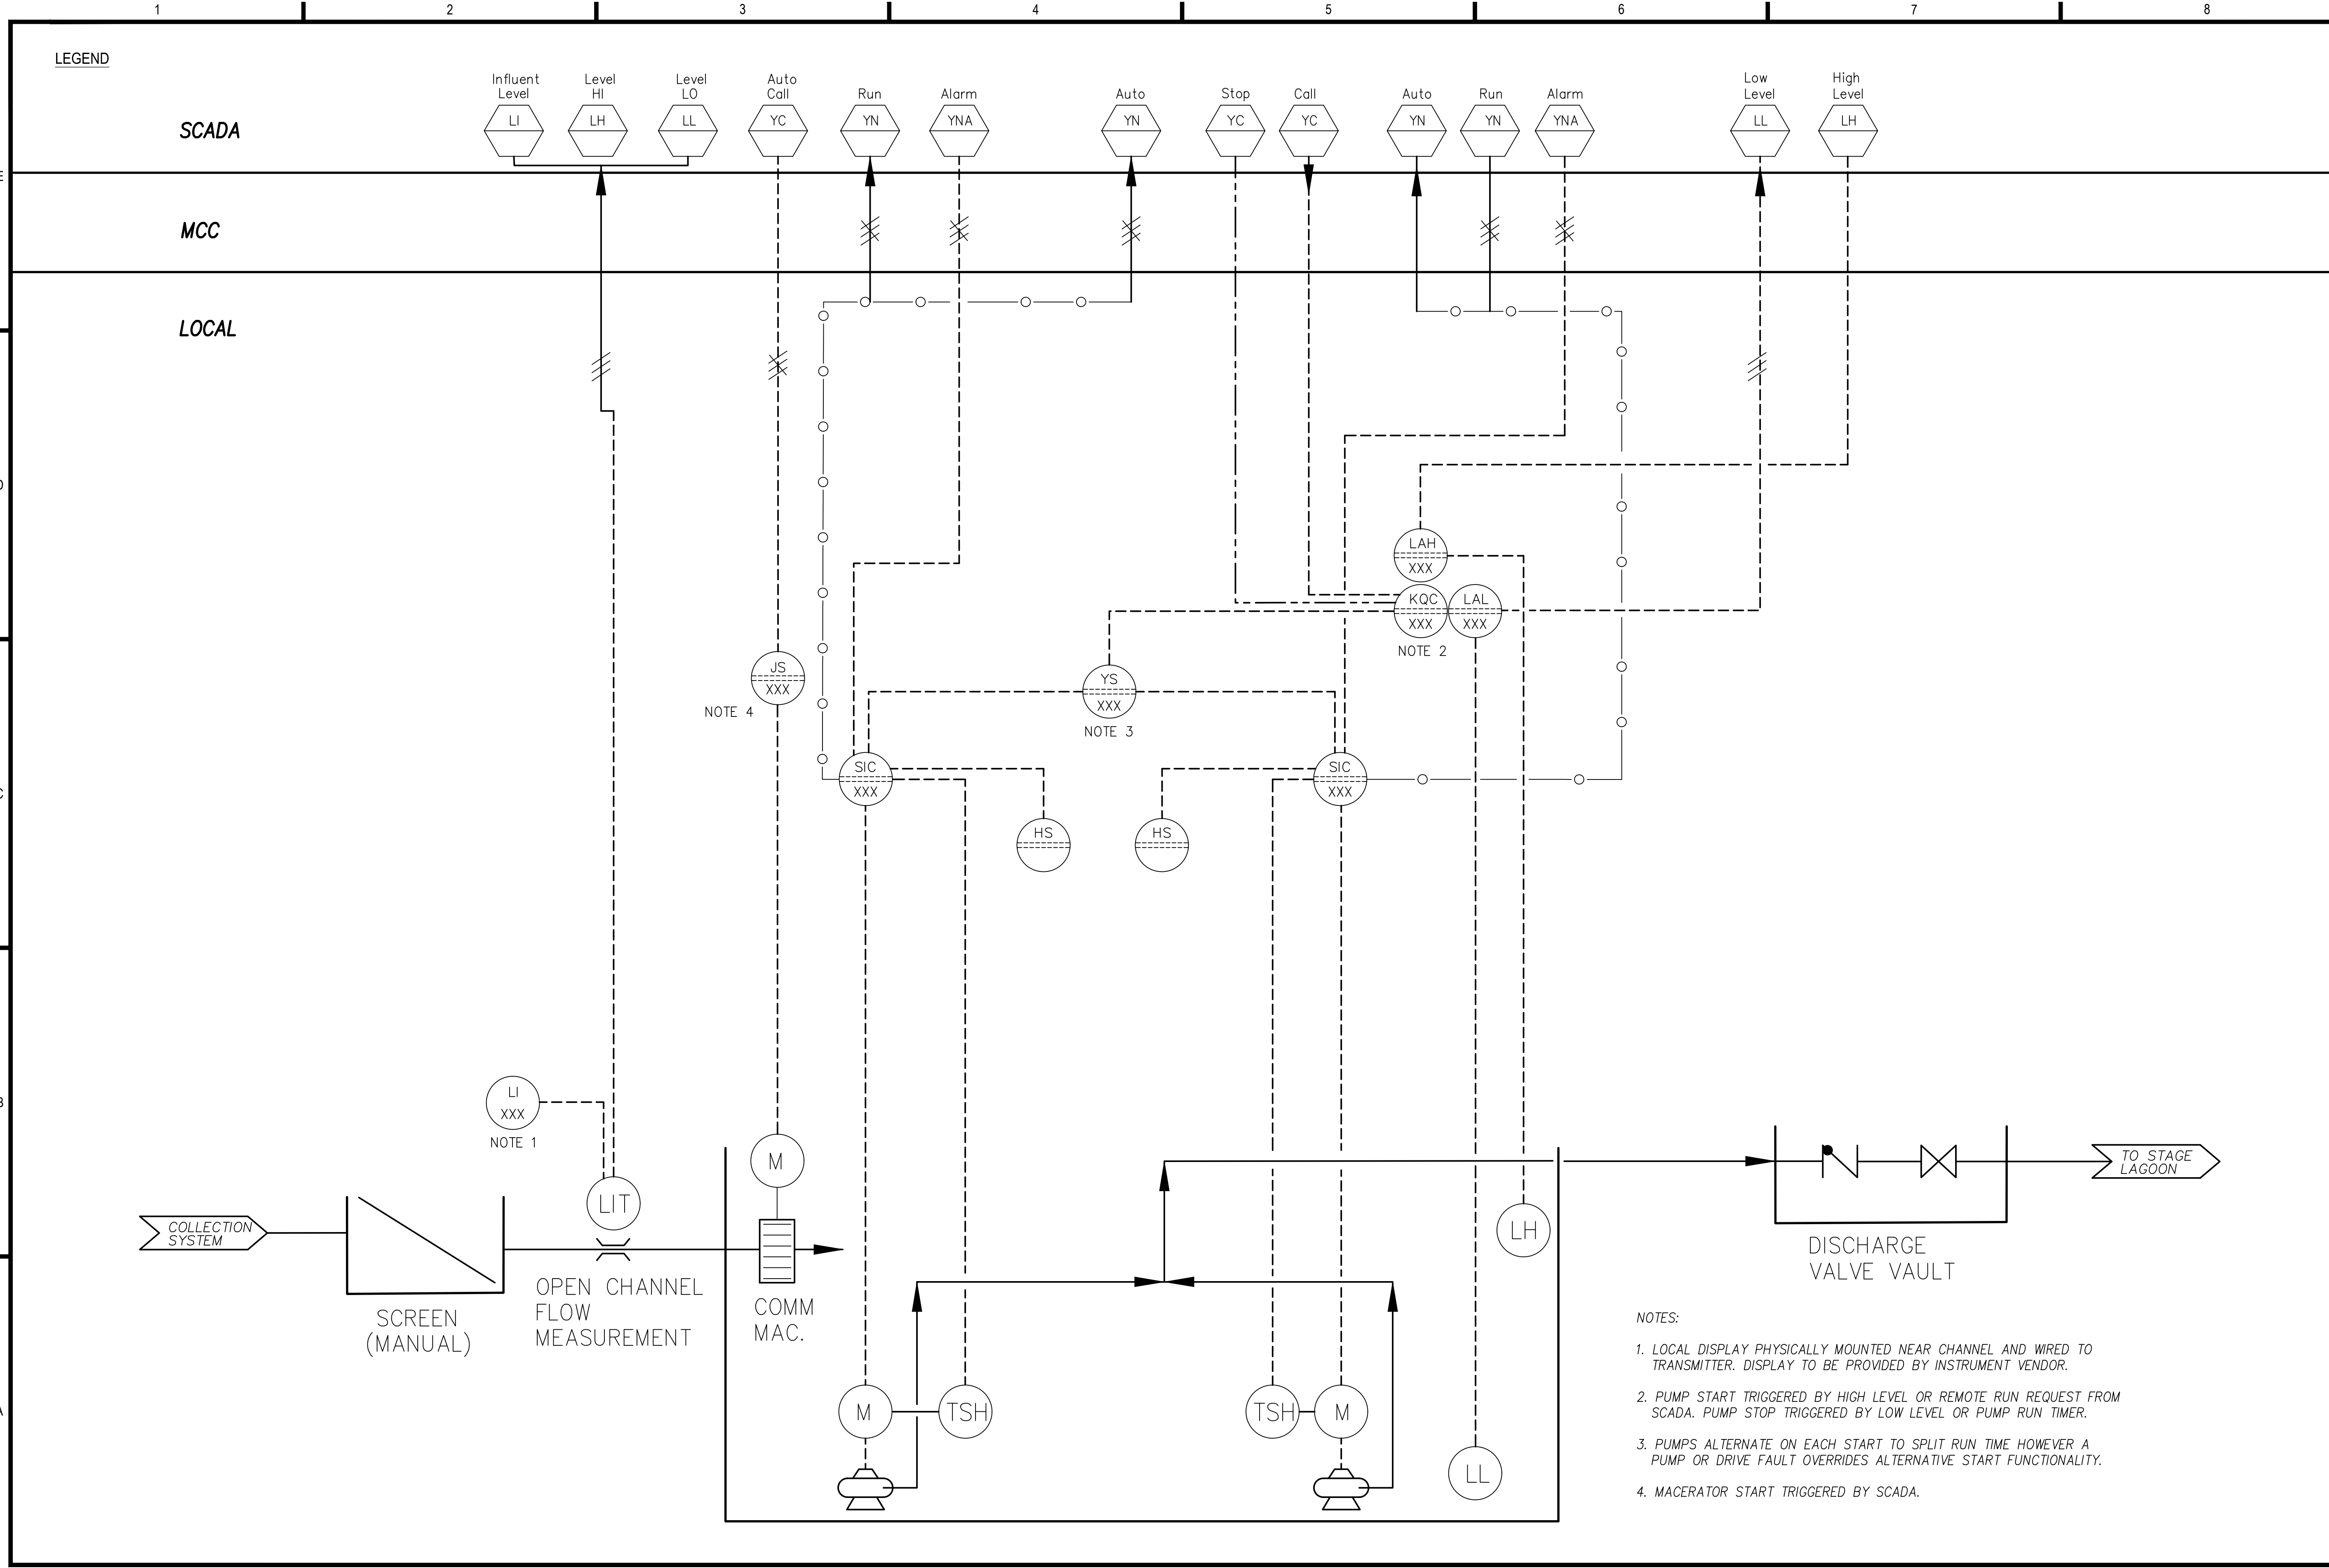 1 2 3 4 5 6 7 8
LEGEND
Influent
Level
Level
HI
Level
LO
Auto
Call
Run
Alarm
Auto
Stop
Call
Auto
Run
Alarm
Low
Level
High
Level
SCADA
LI LH LL YC YN YNA YN YC YC YN YN YNA LL LH
E
MCC
LOCAL
D
LAH
XXX
KQC
XXX
LAL
XXX
NOTE 2
JS
XXX
NOTE 4
YS
XXX
NOTE 3
SIC
XXX
SIC
XXX
C
HS
HS
LI
XXX
NOTE 1
B
M
LIT
LH
COLLECTION
SYSTEM
TO STAGE
LAGOON
SCREEN
(MANUAL)
OPEN CHANNEL
FLOW
MEASUREMENT
COMM
MAC.
DISCHARGE
VALVE VAULT
A
M
TSH
TSH
M
LL
NOTES:
1. LOCAL DISPLAY PHYSICALLY MOUNTED NEAR CHANNEL AND WIRED TO
TRANSMITTER. DISPLAY TO BE PROVIDED BY INSTRUMENT VENDOR.
2. PUMP START TRIGGERED BY HIGH LEVEL OR REMOTE RUN REQUEST FROM
SCADA. PUMP STOP TRIGGERED BY LOW LEVEL OR PUMP RUN TIMER.
3. PUMPS ALTERNATE ON EACH START TO SPLIT RUN TIME HOWEVER A
PUMP OR DRIVE FAULT OVERRIDES ALTERNATIVE START FUNCTIONALITY.
4. MACERATOR START TRIGGERED BY SCADA.